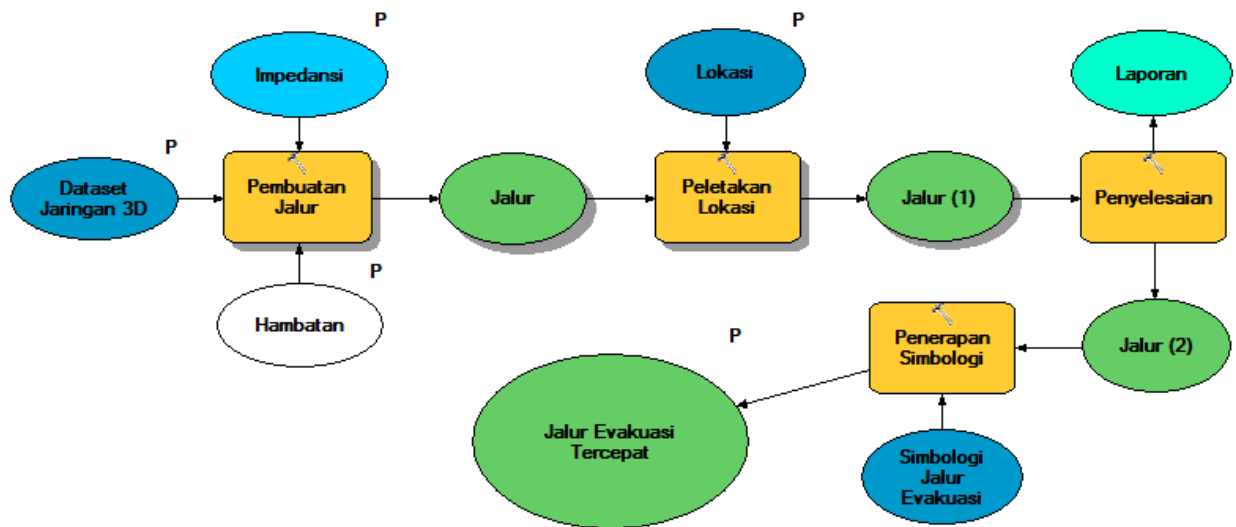 P
P
Impedansi
Lokasi
Laporan
P
Dataset
Jaringan 3D
Pembuatan
Jalur
Jalur
Peletakan
Lokasi
Jalur (1)
Penyelesaian
P
Hambatan
P
Penerapan
Simbologi
Jalur (2)
Jalur Evakuasi
Tercepat
Simbologi
Jalur
Evakuasi